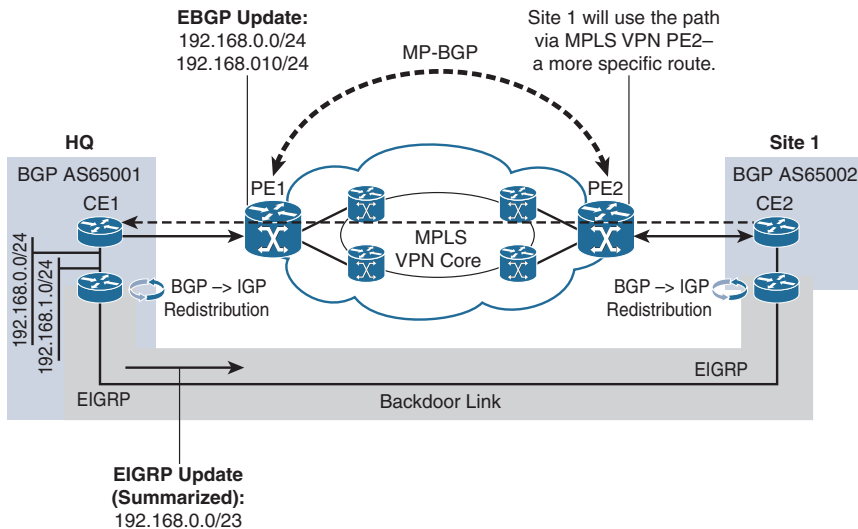 EBGP Update:
192.168.0.0/24
192.168.010/24
MP-BGP
Site 1 will use the path
via MPLS VPN PE2–
a more specific route.
HQ
BGP AS65001
CE1
PE1
MPLS
VPN Core
PE2
Site 1
BGP AS65002
CE2
192.168.0.0/24
192.168.1.0/24
BGP –> IGP
Redistribution
BGP –> IGP
Redistribution
EIGRP
Backdoor Link
EIGRP
EIGRP Update
(Summarized):
192.168.0.0/23